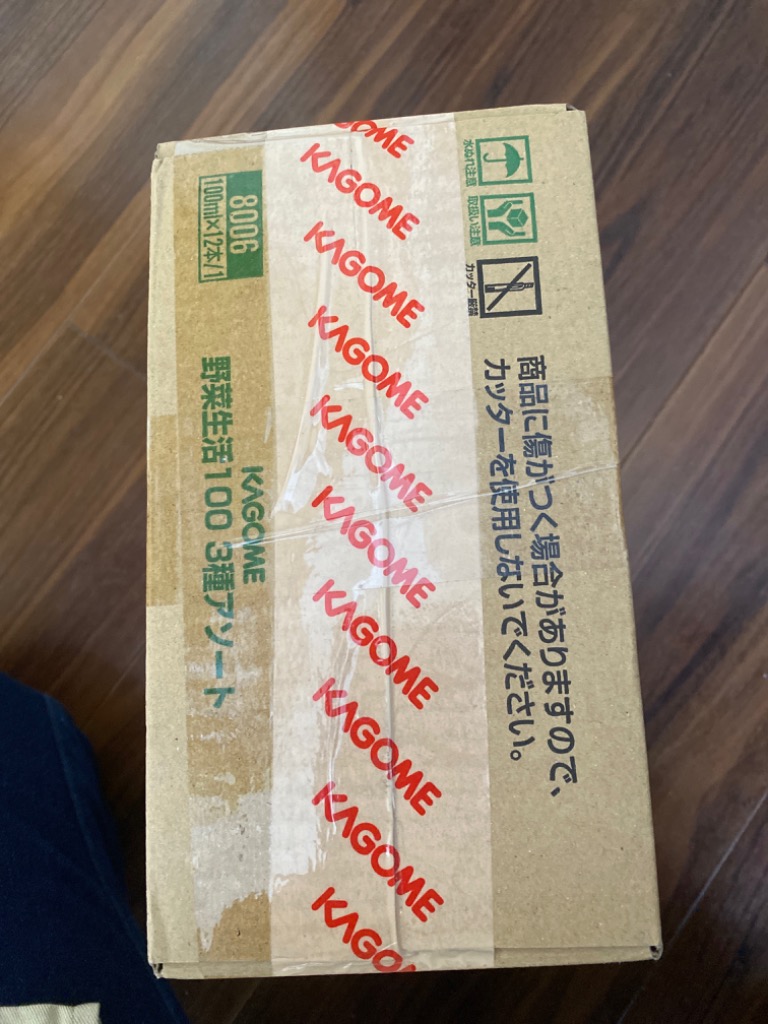 水ぬれ注意
取扱い注意
カッター厳禁
商品に傷がつく場合がありますので、
カッターを使用しないでください。
OME
KAGOME
KAGOME
KAGOME
KAGOME
KAGOME
KAGOME
KAGOME
KAGOME
KAGO
8006
100ml×12本/1
KAGOME
野菜生活100 3種アソート